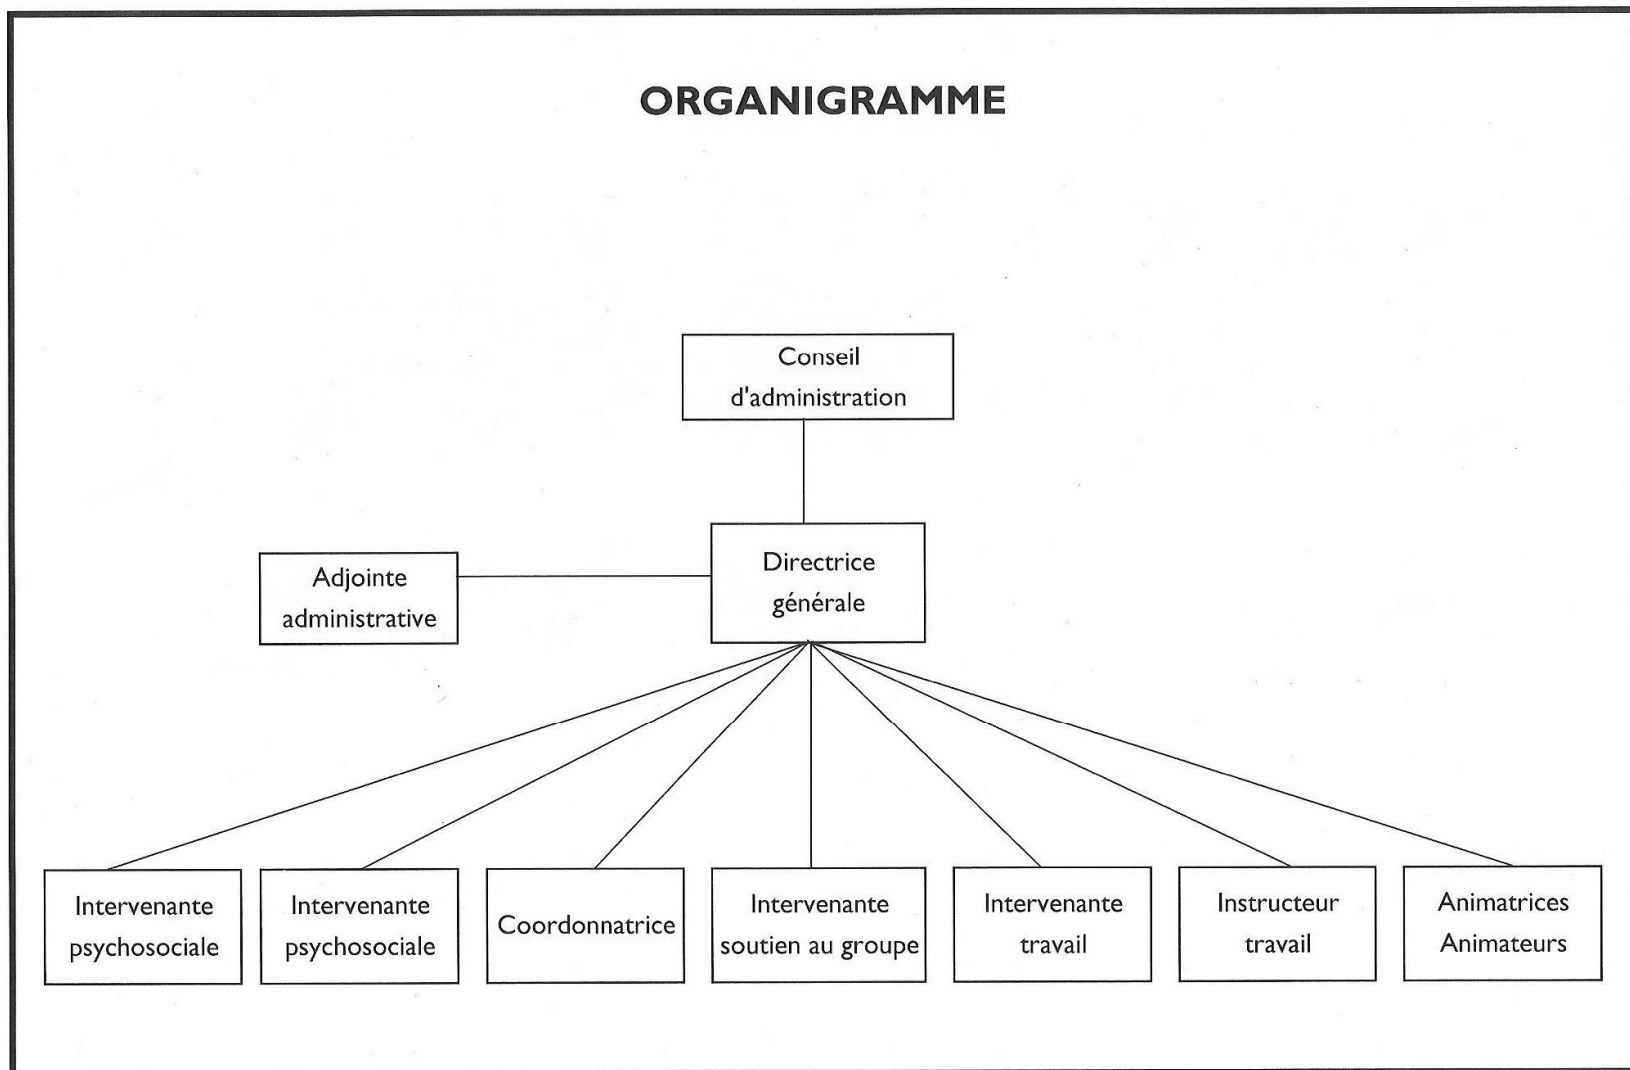 ORGANIGRAMME
Conseil
d'administration
Directrice
générale
Adjointe
administrative
Intervenante
psychosociale
Intervenante
psychosociale
Coordonnatrice
Intervenante
soutien au groupe
Intervenante
travail
Instructeur
travail
Animatrices
Animateurs